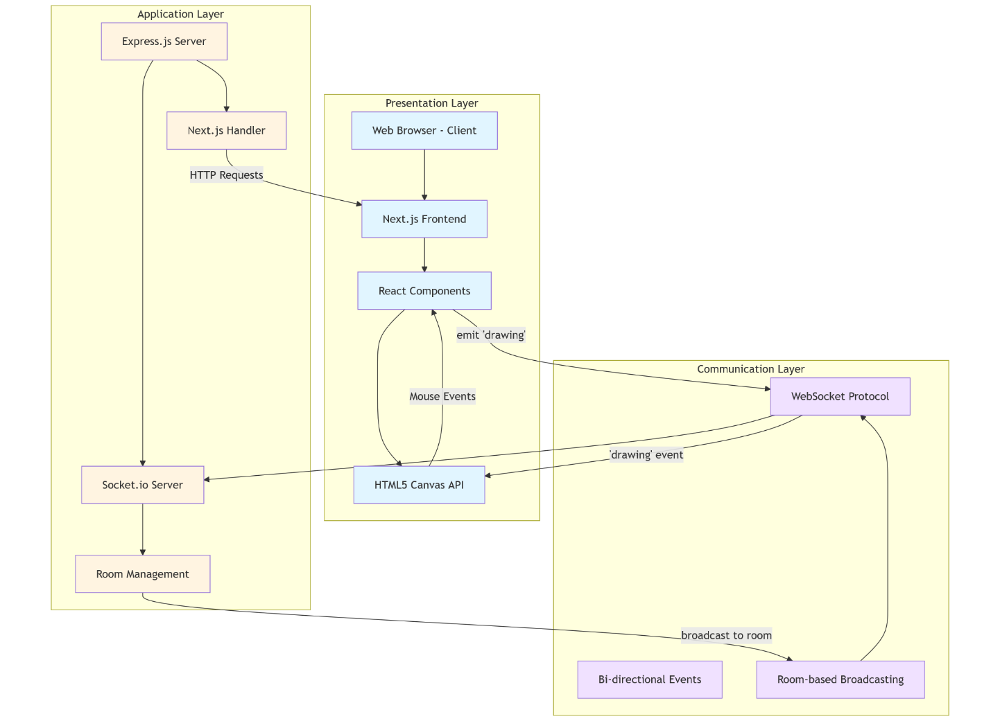 Application Layer
Express.js Server
Next.js Handler
HTTP Requests
Socket.io Server
Room Management
Presentation Layer
Web Browser - Client
Next.js Frontend
React Components
emit 'drawing'
Mouse Events
HTML5 Canvas API
Communication Layer
WebSocket Protocol
'drawing' event
broadcast to room
Bi-directional Events
Room-based Broadcasting